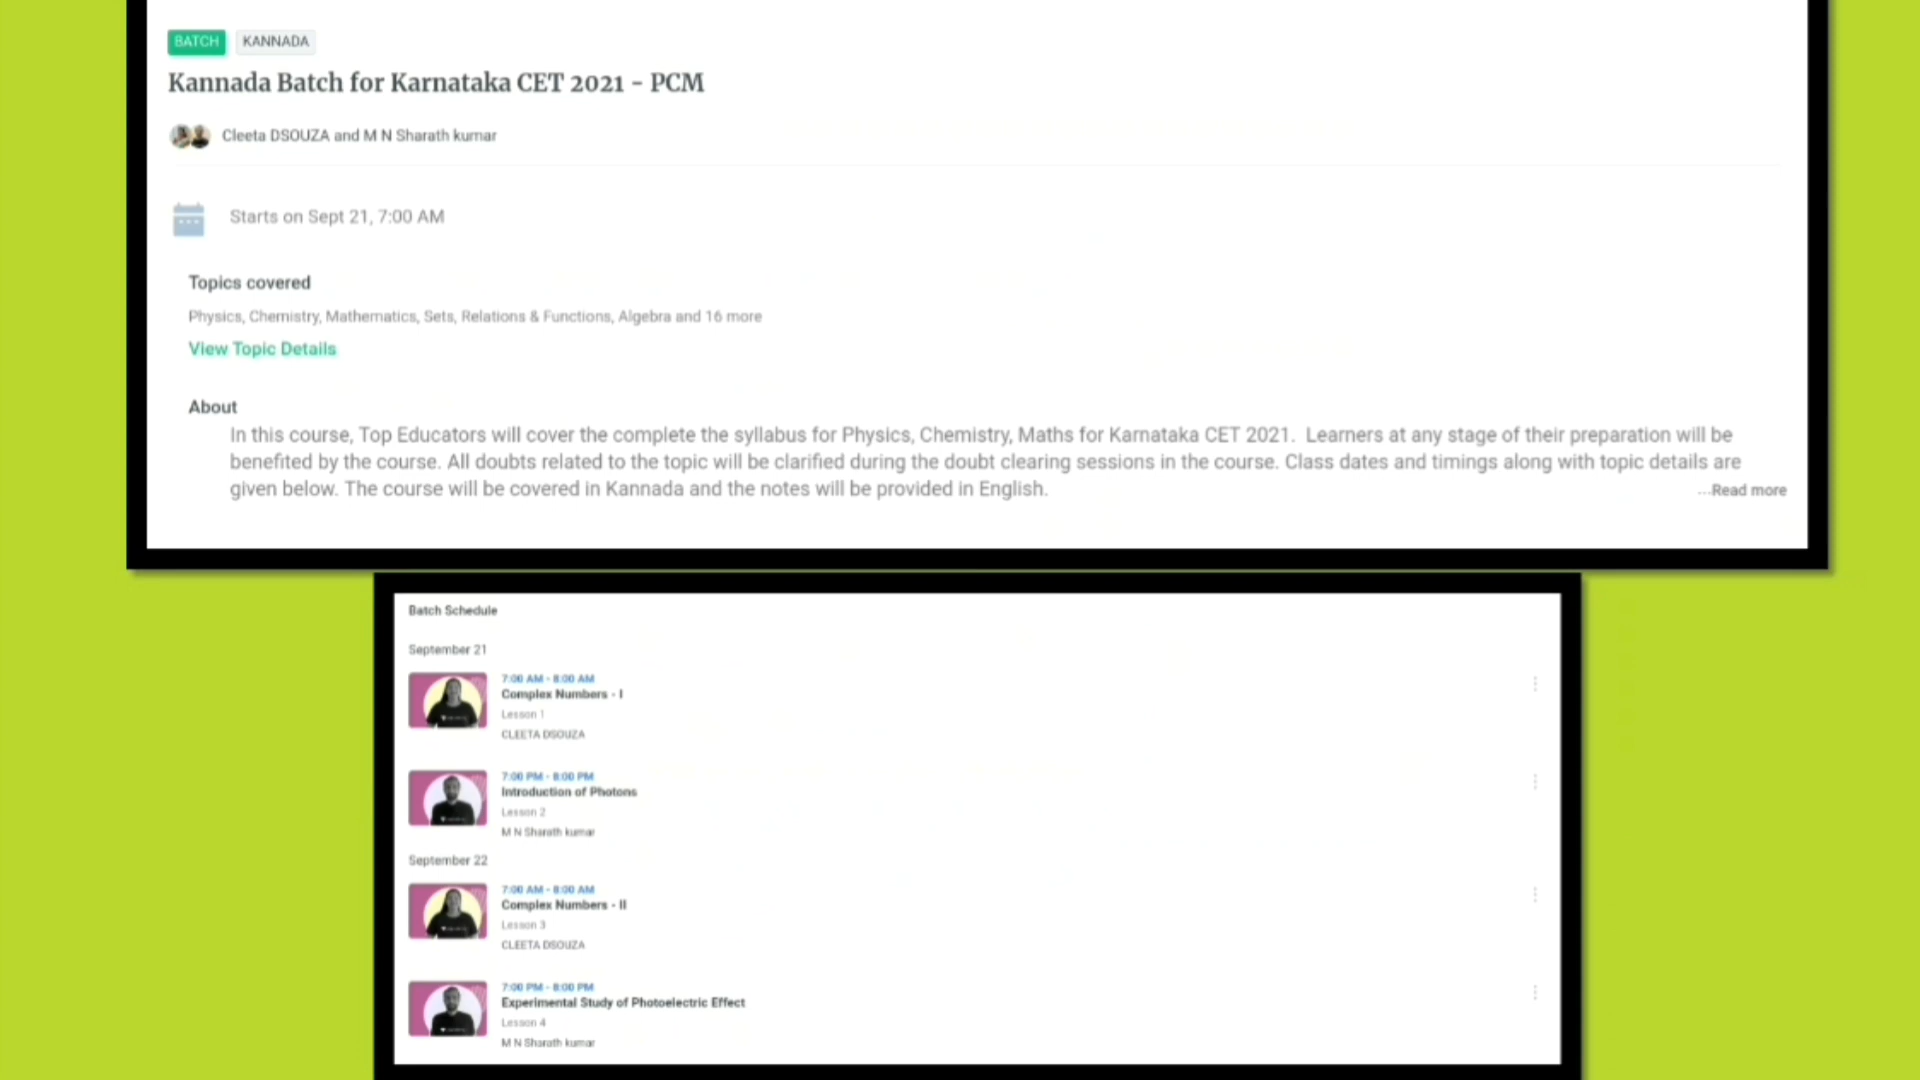 BATCH KANNADA
Kannada Batch for Karnataka CET 2021 - PCM
Cleeta DSOUZA and M N Sharath kumar
Starts on Sept 21, 7:00 AM
Topics covered
Physics, Chemistry, Mathematics, Sets, Relations & Functions, Algebra and 16 more
View Topic Details
About
In this course, Top Educators will cover the complete the syllabus for Physics, Chemistry, Maths for Karnataka CET 2021. Learners at any stage of their preparation will be
benefited by the course. All doubts related to the topic will be clarified during the doubt clearing sessions in the course. Class dates and timings along with topic details are
given below. The course will be covered in Kannada and the notes will be provided in English. ...Read more
Batch Schedule
September 21
7:00 AM - 8:00 AM
Complex Numbers - I
Lesson 1
CLEETA DSOUZA
7:00 PM - 8:00 PM
Introduction of Photons
Lesson 2
M N Sharath kumar
September 22
7:00 AM - 8:00 AM
Complex Numbers - II
Lesson 3
CLEETA DSOUZA
7:00 PM - 8:00 PM
Experimental Study of Photoelectric Effect
Lesson 4
M N Sharath kumar